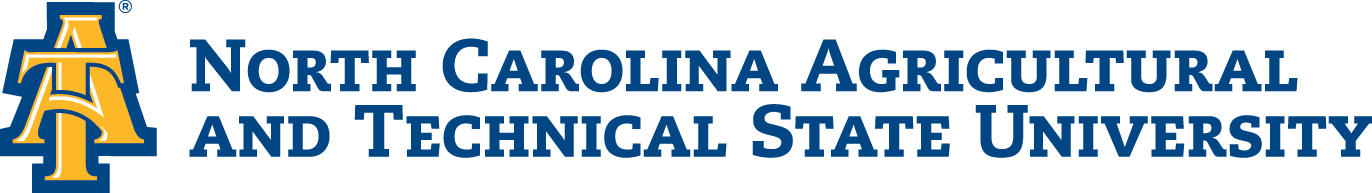 AT®
North Carolina Agricultural
and Technical State University